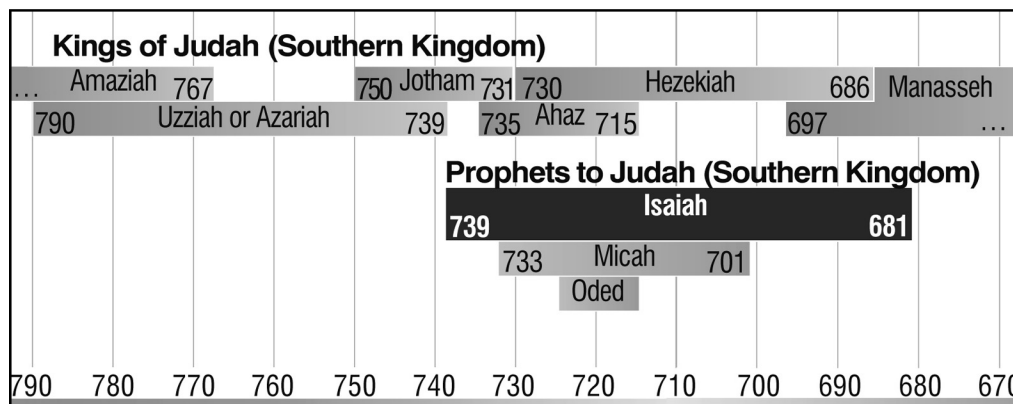 Kings of Judah (Southern Kingdom)
... Amaziah 767 750 Jotham 731 730 Hezekiah 686 Manasseh
790 Uzziah or Azariah 739 735 Ahaz 715 697 ...
Prophets to Judah (Southern Kingdom)
Isaiah
739 681
733 Micah 701
Oded
790 780 770 760 750 740 730 720 710 700 690 680 670